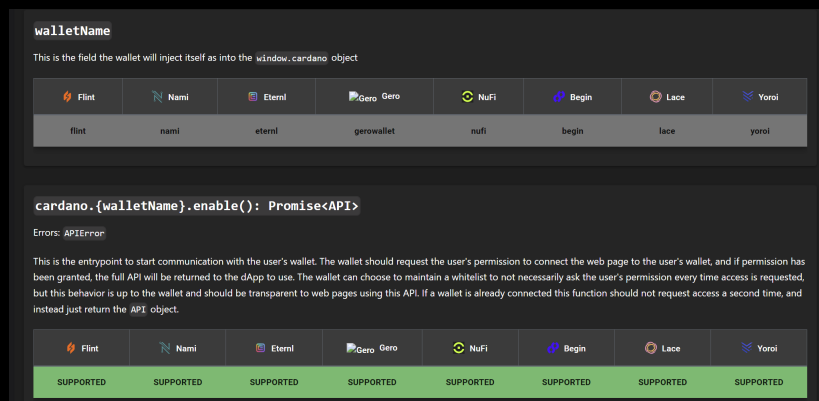 walletName
This is the field the wallet will inject itself as into the window.cardano object
Flint Nami Eternl Gero Gero NuFi Begin Lace Yoroi
flint nami eternl gerowallet nufi begin lace yoroi
cardano.{walletName}.enable(): Promise<API>
Errors: APIError
This is the entrypoint to start communication with the user's wallet. The wallet should request the user's permission to connect the web page to the user's wallet, and if permission has
been granted, the full API will be returned to the dApp to use. The wallet can choose to maintain a whitelist to not necessarily ask the user's permission every time access is requested,
but this behavior is up to the wallet and should be transparent to web pages using this API. If a wallet is already connected this function should not request access a second time, and
instead just return the API object.
Flint Nami Eternl Gero Gero NuFi Begin Lace Yoroi
SUPPORTED SUPPORTED SUPPORTED SUPPORTED SUPPORTED SUPPORTED SUPPORTED SUPPORTED